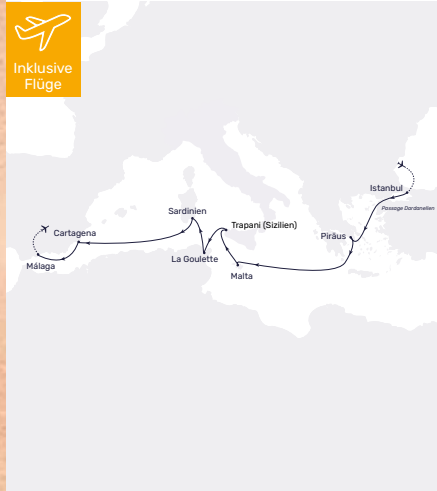 Inklusive
Flüge
Istanbul
Passage Dardanellen
Sardinien
Trapani (Sizilien)
Cartagena
Piräus
La Goulette
Málaga
Malta